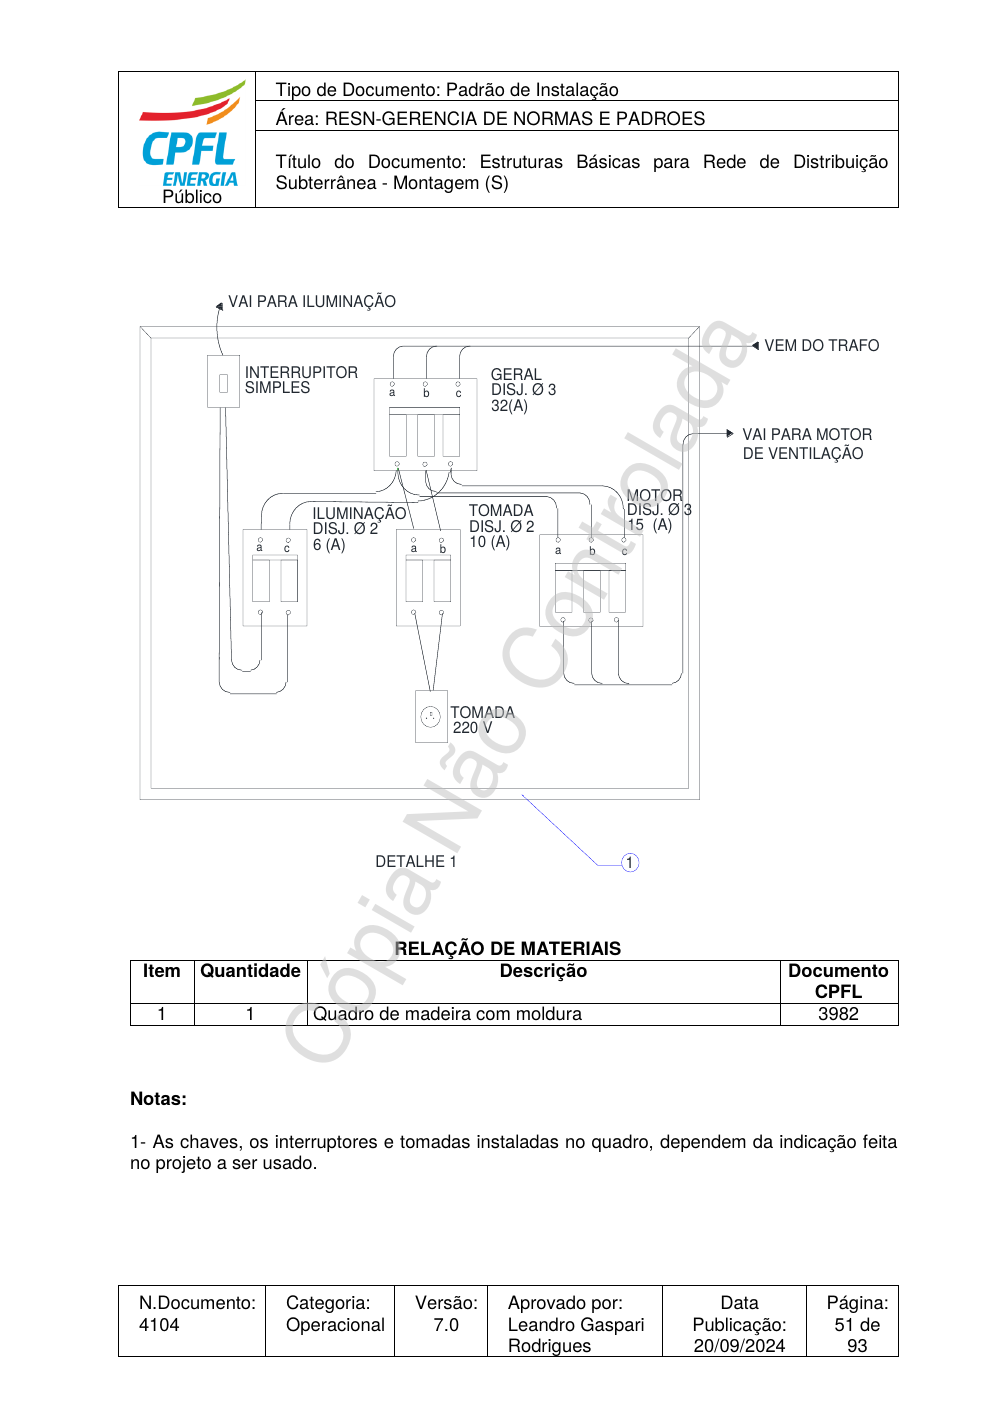 Tipo de Documento: Padrão de Instalação
Área: RESN-GERENCIA DE NORMAS E PADROES
Título do Documento: Estruturas Básicas para Rede de Distribuição
Subterrânea - Montagem (S)
CPFL
ENERGIA
Público
VAI PARA ILUMINAÇÃO
VEM DO TRAFO
INTERRUPITOR
SIMPLES
GERAL
DISJ. Ø 3
32(A)
a b c
VAI PARA MOTOR
DE VENTILAÇÃO
ILUMINAÇÃO
DISJ. Ø 2
6 (A)
a c
TOMADA
DISJ. Ø 2
10 (A)
a b
MOTOR
DISJ. Ø 3
15 (A)
a b c
TOMADA
220 V
DETALHE 1
1
Cópia Não Controlada
RELAÇÃO DE MATERIAIS
Item Quantidade Descrição Documento
CPFL
1 1 Quadro de madeira com moldura 3982
Notas:
1- As chaves, os interruptores e tomadas instaladas no quadro, dependem da indicação feita
no projeto a ser usado.
N.Documento: Categoria: Versão: Aprovado por: Data Página:
4104 Operacional 7.0 Leandro Gaspari Publicação: 51 de
Rodrigues 20/09/2024 93